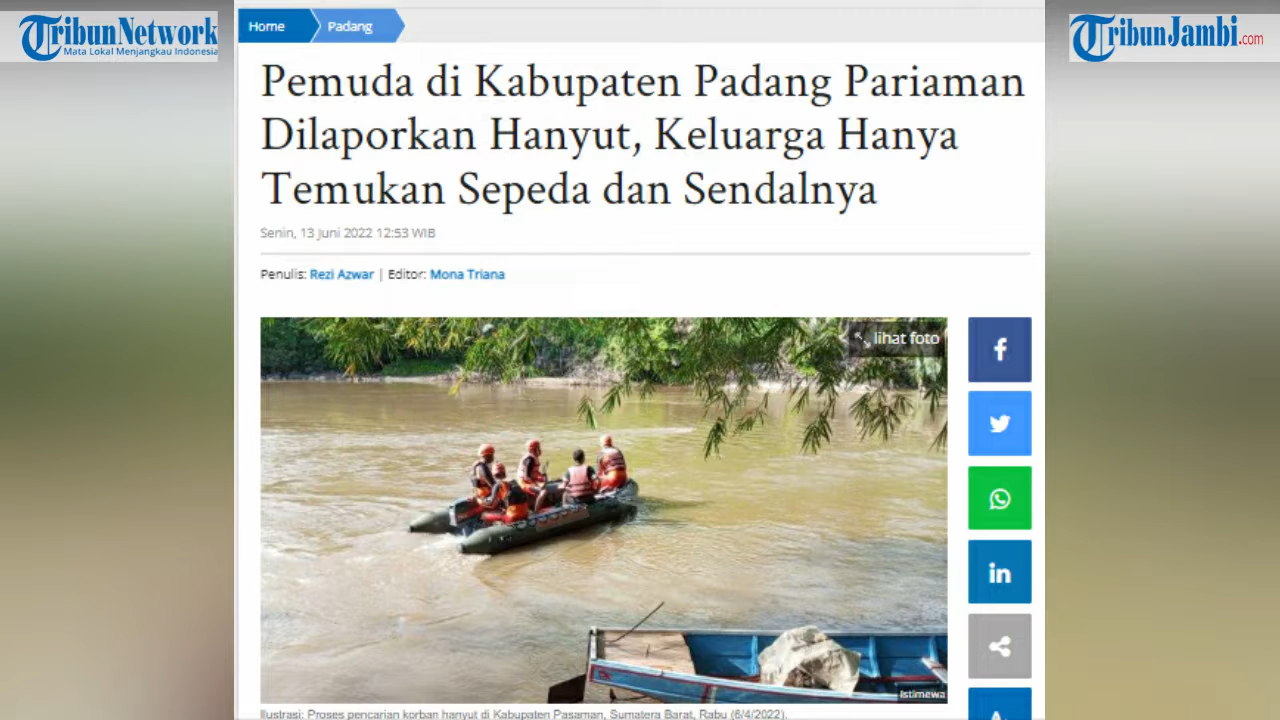 TribunNetwork
Mata Lokal Menjangkau Indonesia
Home
Padang
TribunJambi.com
Pemuda di Kabupaten Padang Pariaman
Dilaporkan Hanyut, Keluarga Hanya
Temukan Sepeda dan Sendalnya
Senin, 13 Juni 2022 12:53 WIB
Penulis: Rezi Azwar | Editor: Mona Triana
lihat foto
f
in
Istimewa
Ilustrasi: Proses pencarian korban hanyut di Kabupaten Pasaman, Sumatera Barat, Rabu (6/4/2022).